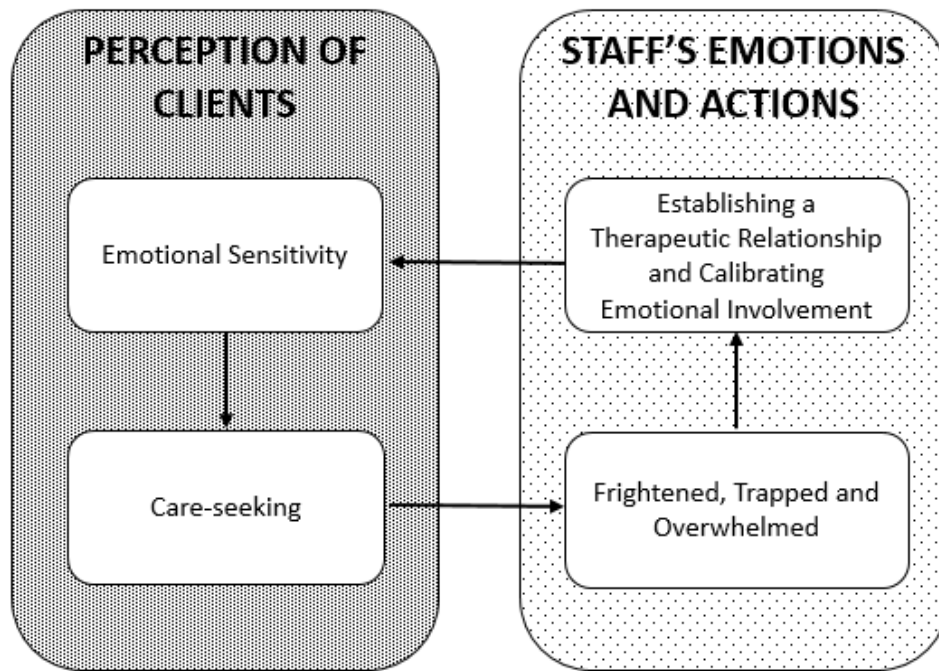 PERCEPTION OF
CLIENTS
Emotional Sensitivity
Care-seeking
STAFF’S EMOTIONS
AND ACTIONS
Establishing a
Therapeutic Relationship
and Calibrating
Emotional Involvement
Frightened, Trapped and
Overwhelmed